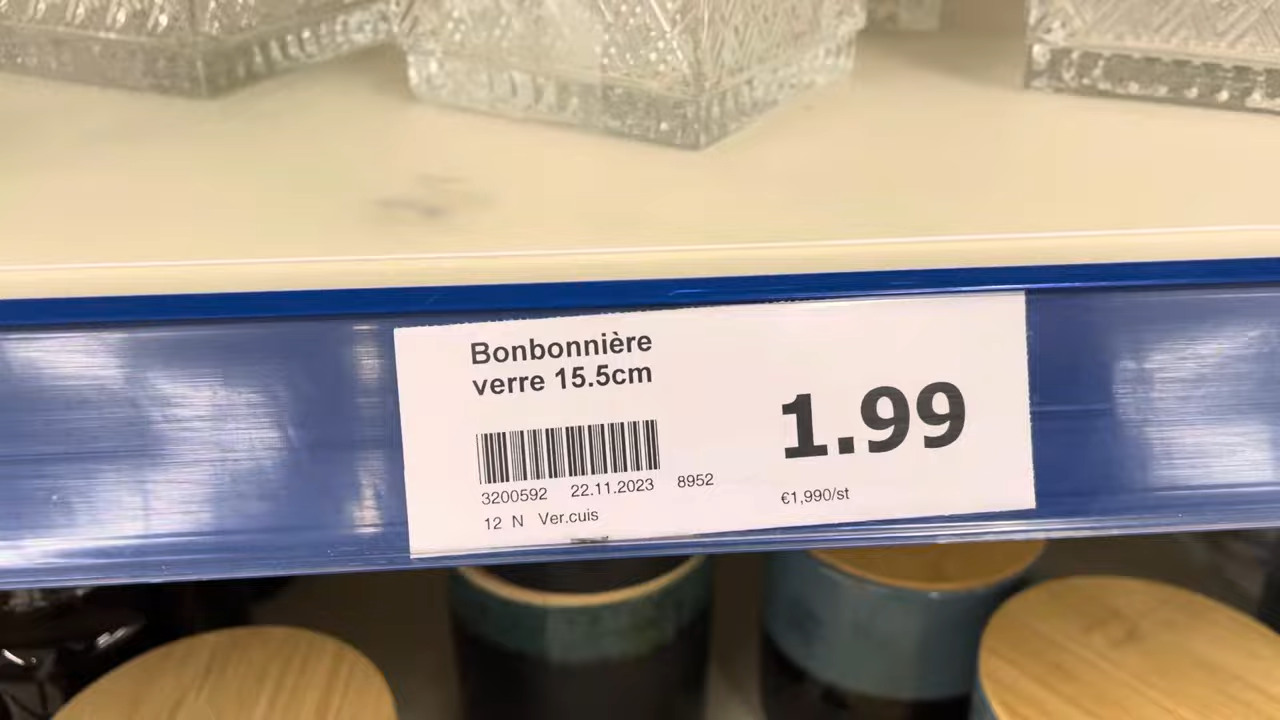 Bonbonnière
verre 15.5cm
1.99
3200592 22.11.2023 8952
€1,990/st
12 N Ver.cuis